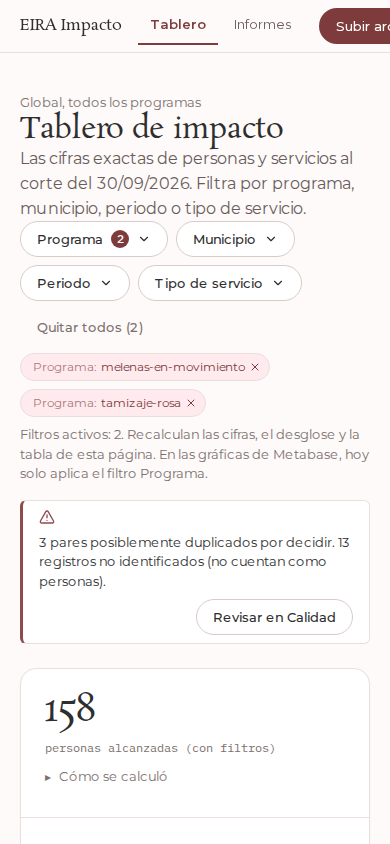 EIRA Impacto
Tablero
Informes
Subir arc
Global, todos los programas
Tablero de impacto
Las cifras exactas de personas y servicios al
corte del 30/09/2026. Filtra por programa,
municipio, periodo o tipo de servicio.
Programa 2
Municipio
Periodo
Tipo de servicio
Quitar todos (2)
Programa: melenas-en-movimiento ×
Programa: tamizaje-rosa ×
Filtros activos: 2. Recalculan las cifras, el desglose y la
tabla de esta página. En las gráficas de Metabase, hoy
solo aplica el filtro Programa.
3 pares posiblemente duplicados por decidir. 13
registros no identificados (no cuentan como
personas).
Revisar en Calidad
158
personas alcanzadas (con filtros)
▸ Cómo se calculó